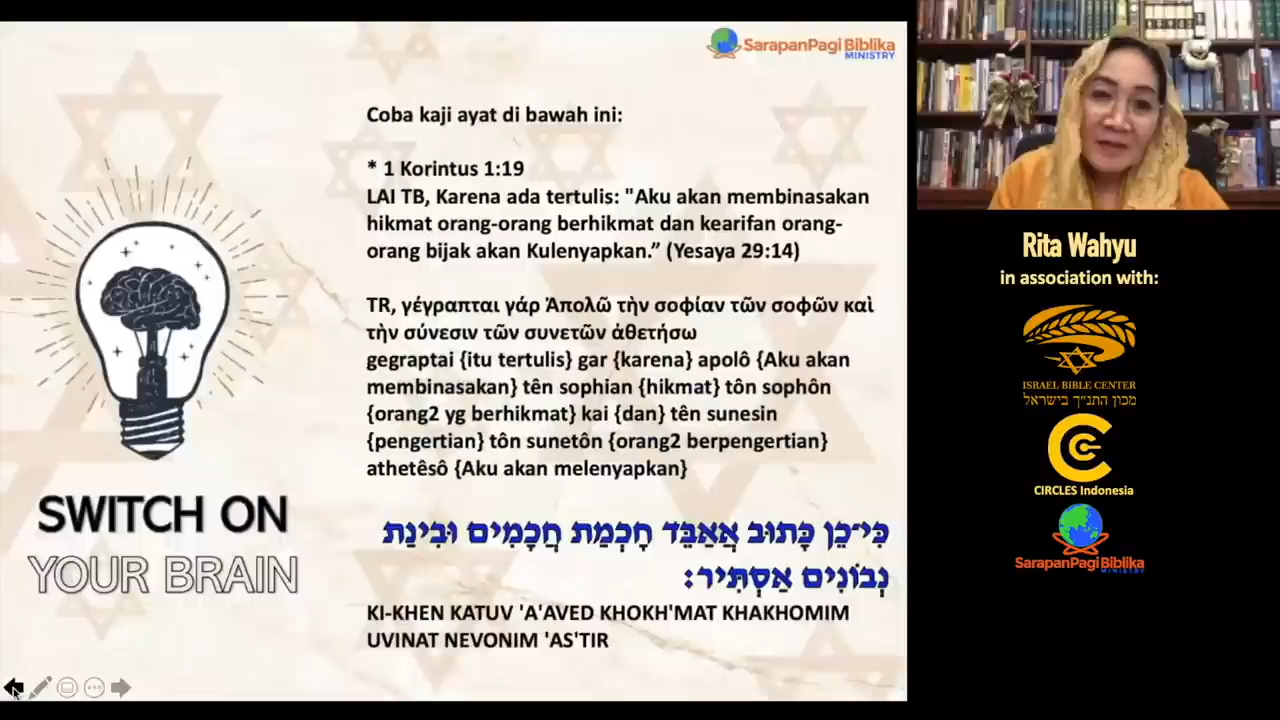 SarapanPagi Biblika
MINISTRY
Coba kaji ayat di bawah ini:
* 1 Korintus 1:19
LAI TB, Karena ada tertulis: "Aku akan membinasakan
hikmat orang-orang berhikmat dan kearifan orang-
orang bijak akan Kulenyapkan.” (Yesaya 29:14)
TR, γέγραπται γάρ Ἀπολῶ τὴν σοφίαν τῶν σοφῶν καὶ
τὴν σύνεσιν τῶν συνετῶν ἀθετήσω
gegraptai {itu tertulis} gar {karena} apolô {Aku akan
membinasakan} tên sophian {hikmat} tôn sophôn
{orang2 yg berhikmat} kai {dan} tên sunesin
{pengertian} tôn sunetôn {orang2 berpengertian}
athetêsô {Aku akan melenyapkan}
כִּי־כֵן כָּתוּב אֲאַבֵּד חָכְמַת חֲכָמִים וּבִינַת
נְבוֹנִים אַסְתִּיר׃
KI-KHEN KATUV 'A'AVED KHOKH'MAT KHAKHOMIM
UVINAT NEVONIM 'AS'TIR
SWITCH ON
YOUR BRAIN
Rita Wahyu
in association with:
ISRAEL BIBLE CENTER
מכון התנ״ך בישראל
CIRCLES Indonesia
SarapanPagi Biblika
MINISTRY